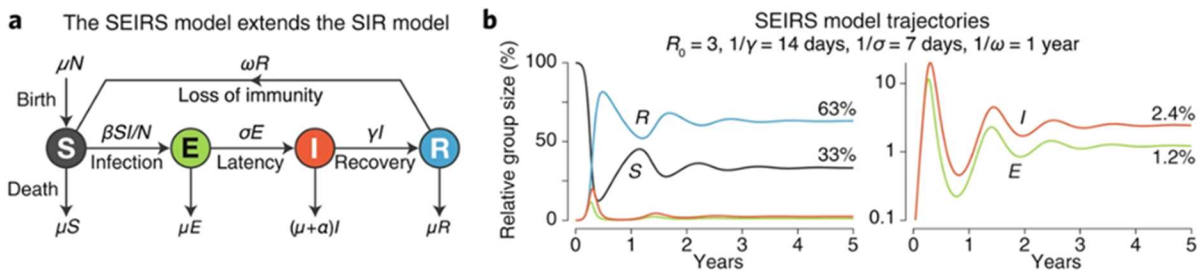 a The SEIRS model extends the SIR model
μN
ωR
Birth
Loss of immunity
βSI/N
σE
γI
S E I R
Infection Latency Recovery
Death
μS μE (μ+α)I μR
b SEIRS model trajectories
R₀ = 3, 1/γ = 14 days, 1/σ = 7 days, 1/ω = 1 year
Relative group size (%)
100
50
0
R
63%
S
33%
0 1 2 3 4 5
Years
10
1
0.1
I
2.4%
E
1.2%
0 1 2 3 4 5
Years